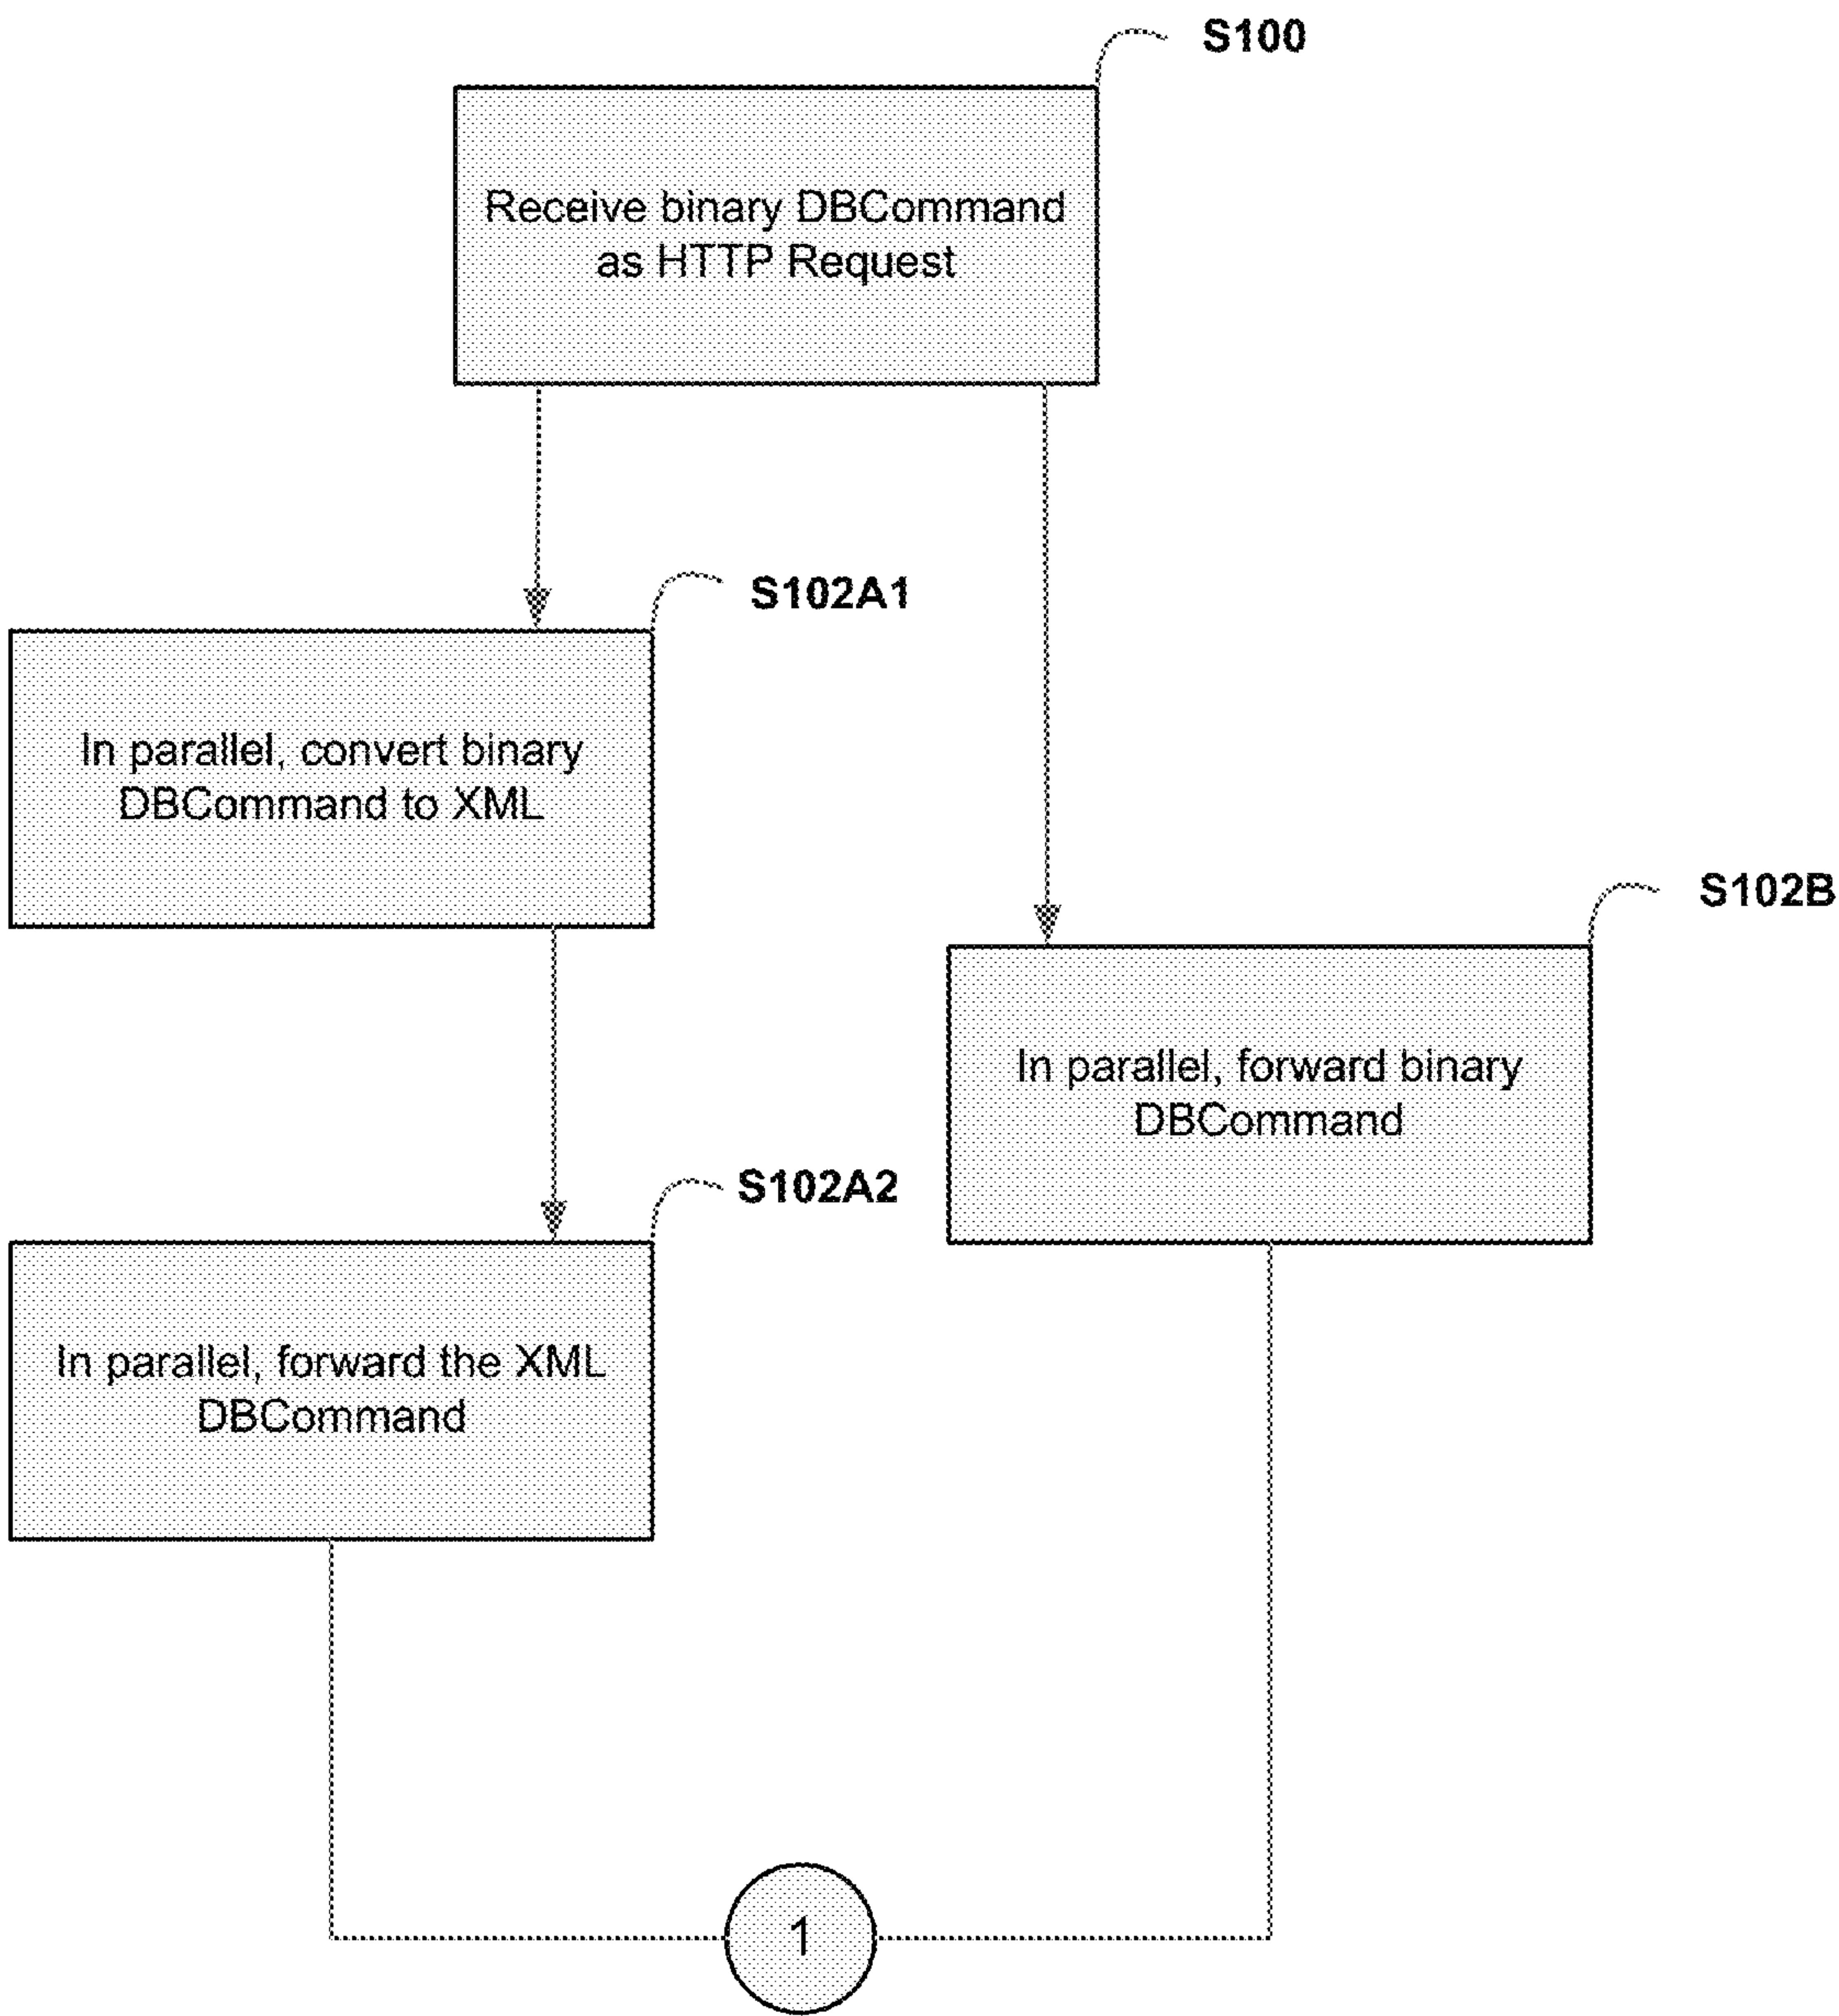 S100
Receive binary DBCommand
as HTTP Request
S102A1
In parallel, convert binary
DBCommand to XML
S102B
In parallel, forward binary
DBCommand
S102A2
In parallel, forward the XML
DBCommand
1